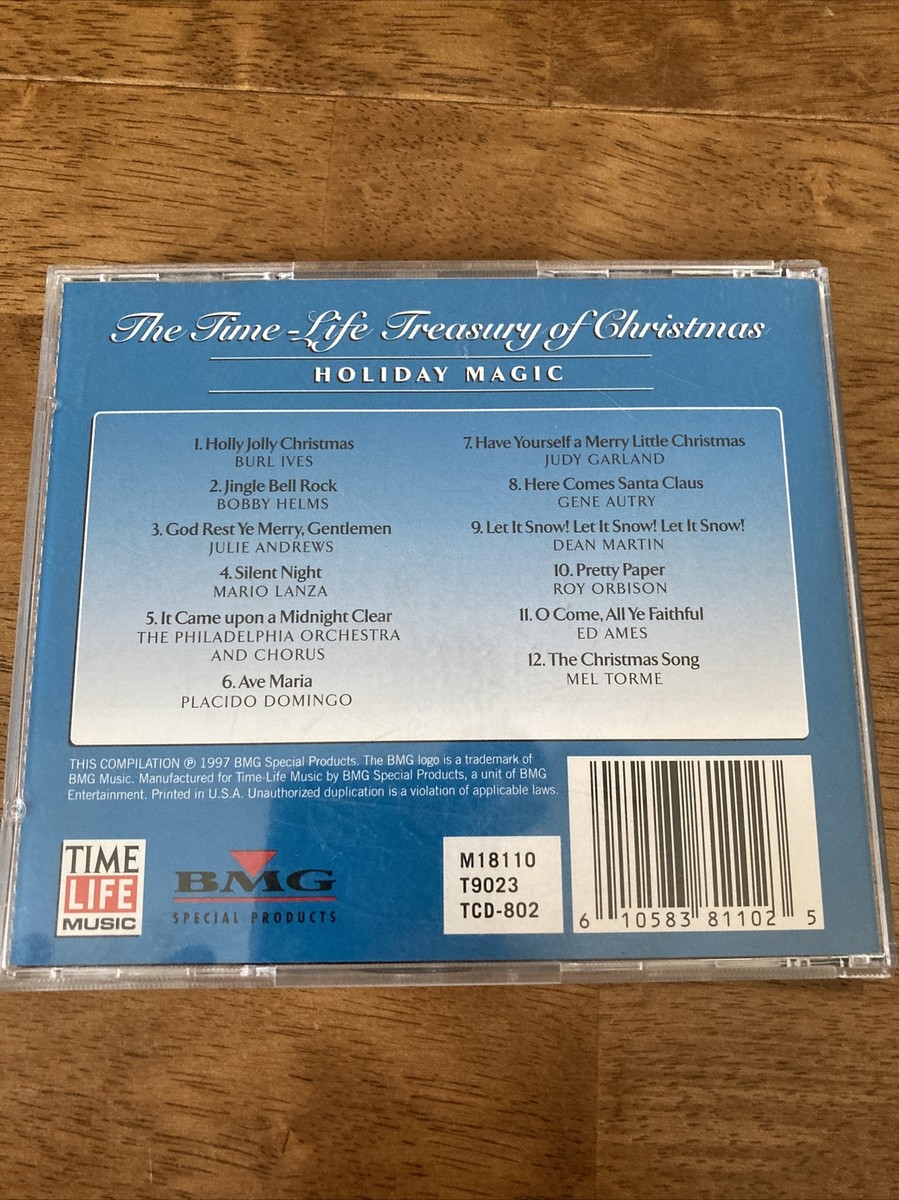 The Time-Life Treasury of Christmas
HOLIDAY MAGIC
1. Holly Jolly Christmas
BURL IVES
2. Jingle Bell Rock
BOBBY HELMS
3. God Rest Ye Merry, Gentlemen
JULIE ANDREWS
4. Silent Night
MARIO LANZA
5. It Came upon a Midnight Clear
THE PHILADELPHIA ORCHESTRA
AND CHORUS
6. Ave Maria
PLACIDO DOMINGO
7. Have Yourself a Merry Little Christmas
JUDY GARLAND
8. Here Comes Santa Claus
GENE AUTRY
9. Let It Snow! Let It Snow! Let It Snow!
DEAN MARTIN
10. Pretty Paper
ROY ORBISON
11. O Come, All Ye Faithful
ED AMES
12. The Christmas Song
MEL TORME
THIS COMPILATION ℗ 1997 BMG Special Products. The BMG logo is a trademark of
BMG Music. Manufactured for Time-Life Music by BMG Special Products, a unit of BMG
Entertainment. Printed in U.S.A. Unauthorized duplication is a violation of applicable laws.
TIME
LIFE
MUSIC
BMG
SPECIAL PRODUCTS
M18110
T9023
TCD-802
6 10583 81102 5